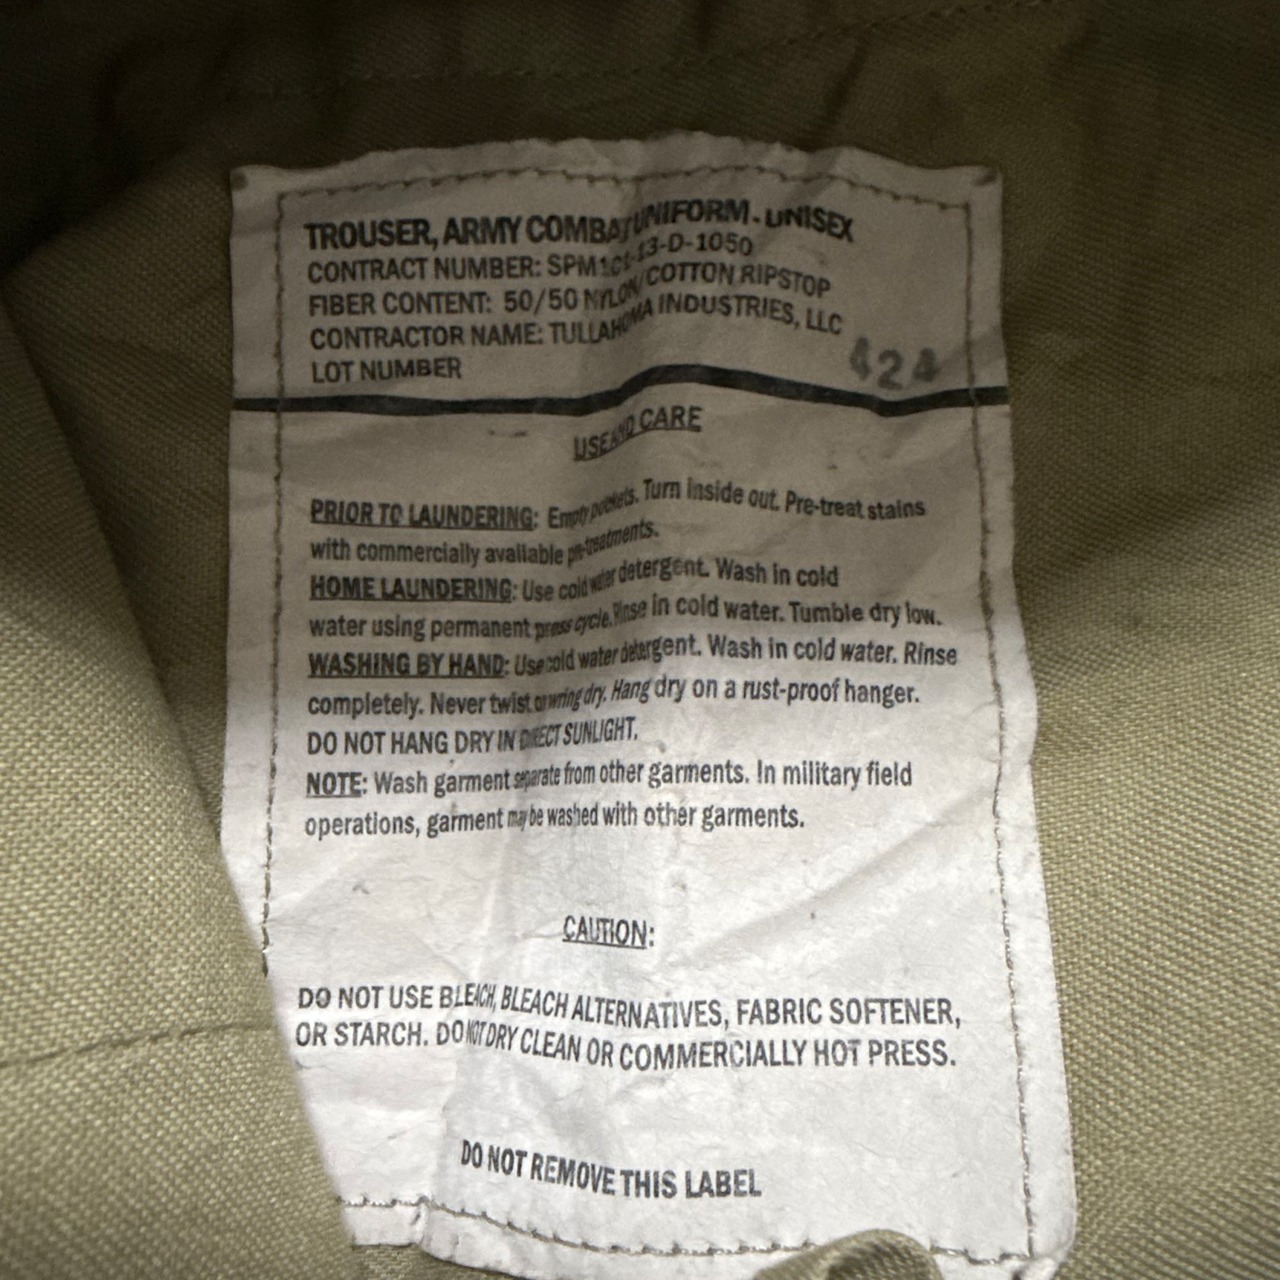 TROUSER, ARMY COMBAT UNIFORM - UNISEX
CONTRACT NUMBER: SPM1C1-13-D-1050
FIBER CONTENT: 50/50 NYLON/COTTON RIPSTOP
CONTRACTOR NAME: TULLAHOMA INDUSTRIES, LLC
LOT NUMBER 424
USE AND CARE
PRIOR TO LAUNDERING: Empty pockets. Turn inside out. Pre-treat stains
with commercially available pre-treatments.
HOME LAUNDERING: Use cold water detergent. Wash in cold
water using permanent press cycle. Rinse in cold water. Tumble dry low.
WASHING BY HAND: Use cold water detergent. Wash in cold water. Rinse
completely. Never twist or wring dry. Hang dry on a rust-proof hanger.
DO NOT HANG DRY IN DIRECT SUNLIGHT.
NOTE: Wash garment separate from other garments. In military field
operations, garment may be washed with other garments.
CAUTION:
DO NOT USE BLEACH, BLEACH ALTERNATIVES, FABRIC SOFTENER,
OR STARCH. DO NOT DRY CLEAN OR COMMERCIALLY HOT PRESS.
DO NOT REMOVE THIS LABEL